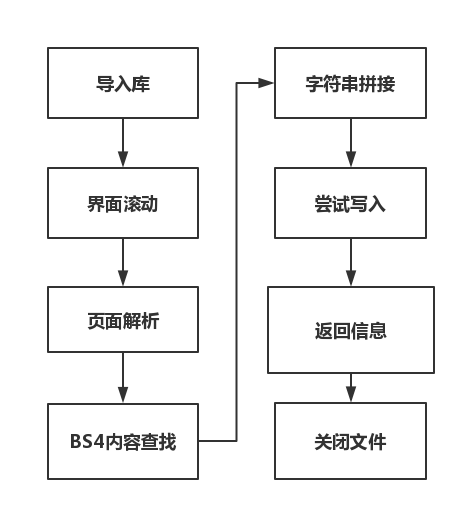 导入库
界面滚动
页面解析
BS4内容查找
字符串拼接
尝试写入
返回信息
关闭文件